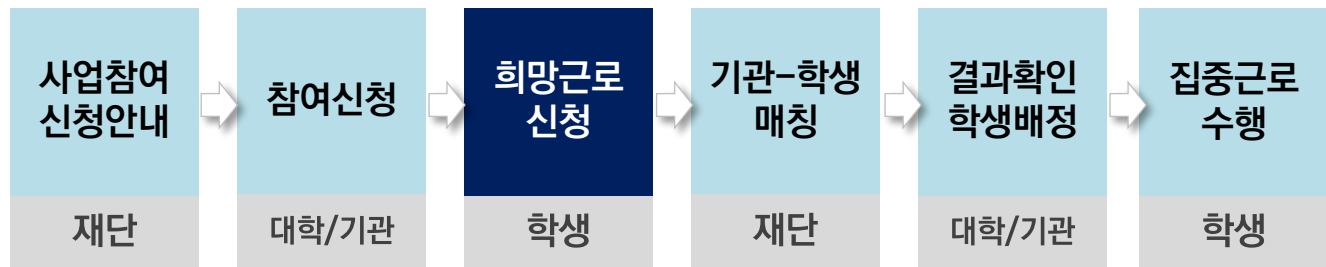 사업참여
신청안내
재단
참여신청
대학/기관
희망근로
신청
학생
기관-학생
매칭
재단
결과확인
학생배정
대학/기관
집중근로
수행
학생